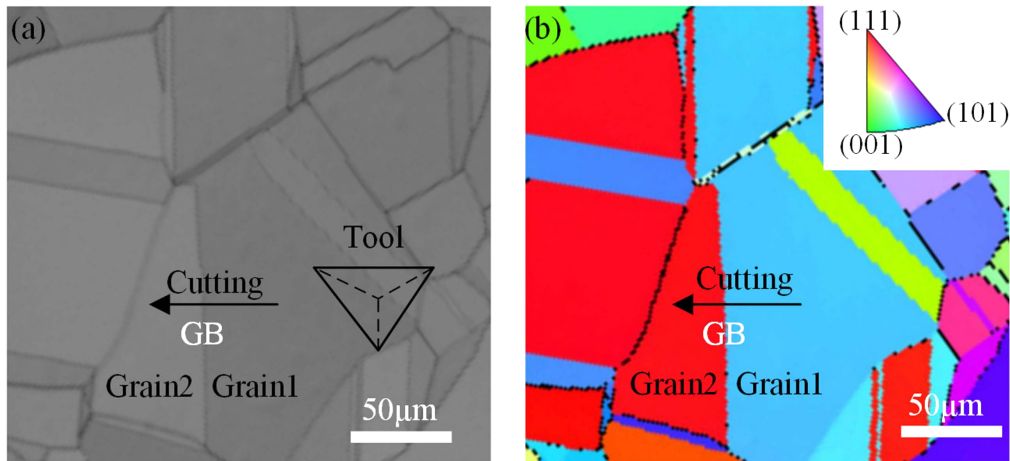 (a)
Tool
Cutting
GB
Grain2 Grain1
50μm
(b)
(111)
(101)
(001)
Cutting
GB
Grain2 Grain1
50μm